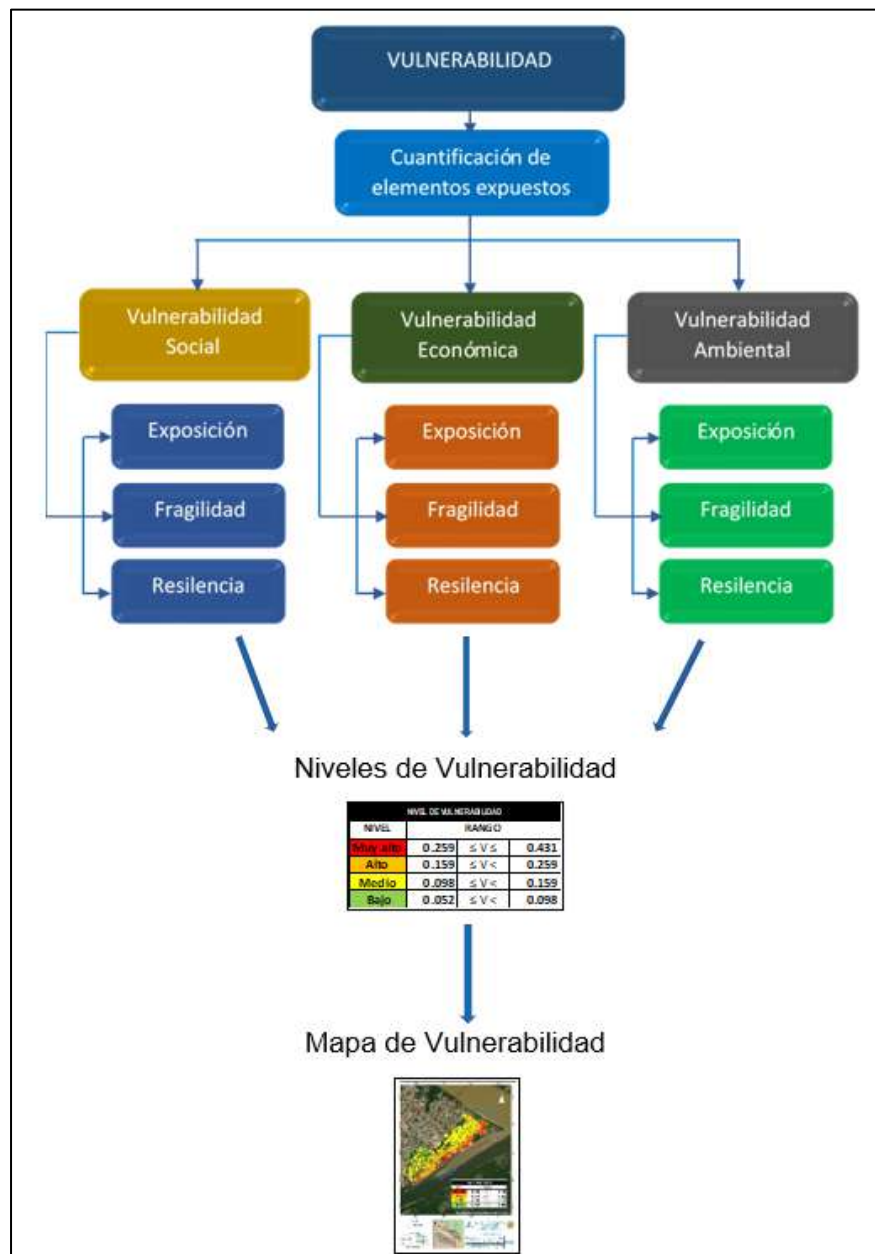 VULNERABILIDAD
Cuantificación de
elementos expuestos
Vulnerabilidad
Social
Vulnerabilidad
Económica
Vulnerabilidad
Ambiental
Exposición
Exposición
Exposición
Fragilidad
Fragilidad
Fragilidad
Resilencia
Resilencia
Resilencia
Niveles de Vulnerabilidad
NIVEL DE VULNERABILIDAD
NIVEL RANGO
Muy alto 0.259 ≤ V ≤ 0.431
Alto 0.159 ≤ V < 0.259
Medio 0.098 ≤ V < 0.159
Bajo 0.052 ≤ V < 0.098
Mapa de Vulnerabilidad